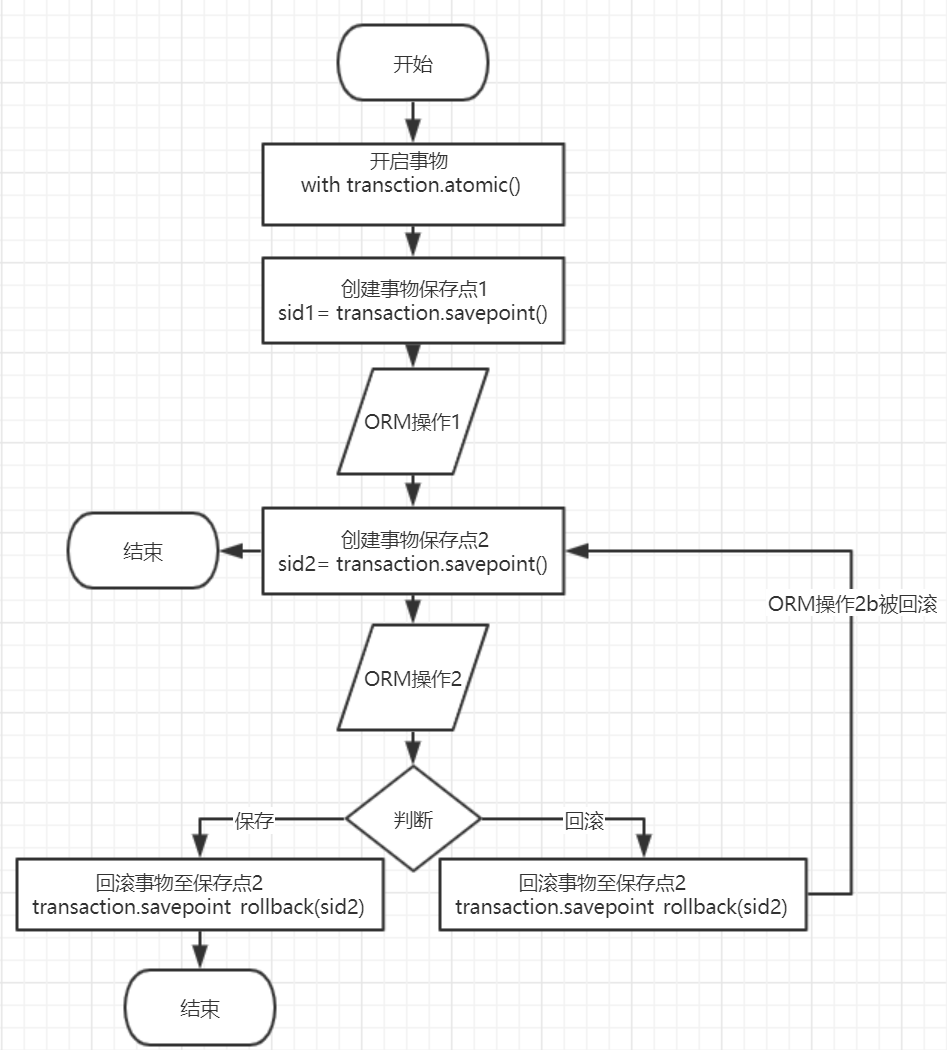 开始
开启事物
with transction.atomic()
创建事物保存点1
sid1= transaction.savepoint()
ORM操作1
创建事物保存点2
sid2= transaction.savepoint()
结束
ORM操作2b被回滚
ORM操作2
判断
保存
回滚
回滚事物至保存点2
transaction.savepoint rollback(sid2)
回滚事物至保存点2
transaction.savepoint rollback(sid2)
结束